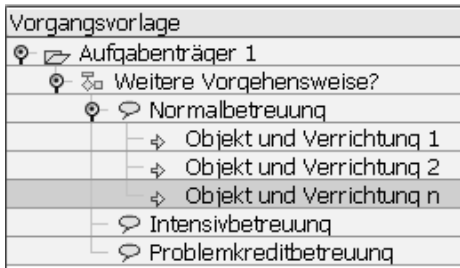 Vorgangsvorlage
Aufgabenträger 1
Weitere Vorgehensweise?
Normalbetreuung
Objekt und Verrichtung 1
Objekt und Verrichtung 2
Objekt und Verrichtung n
Intensivbetreuung
Problemkreditbetreuung